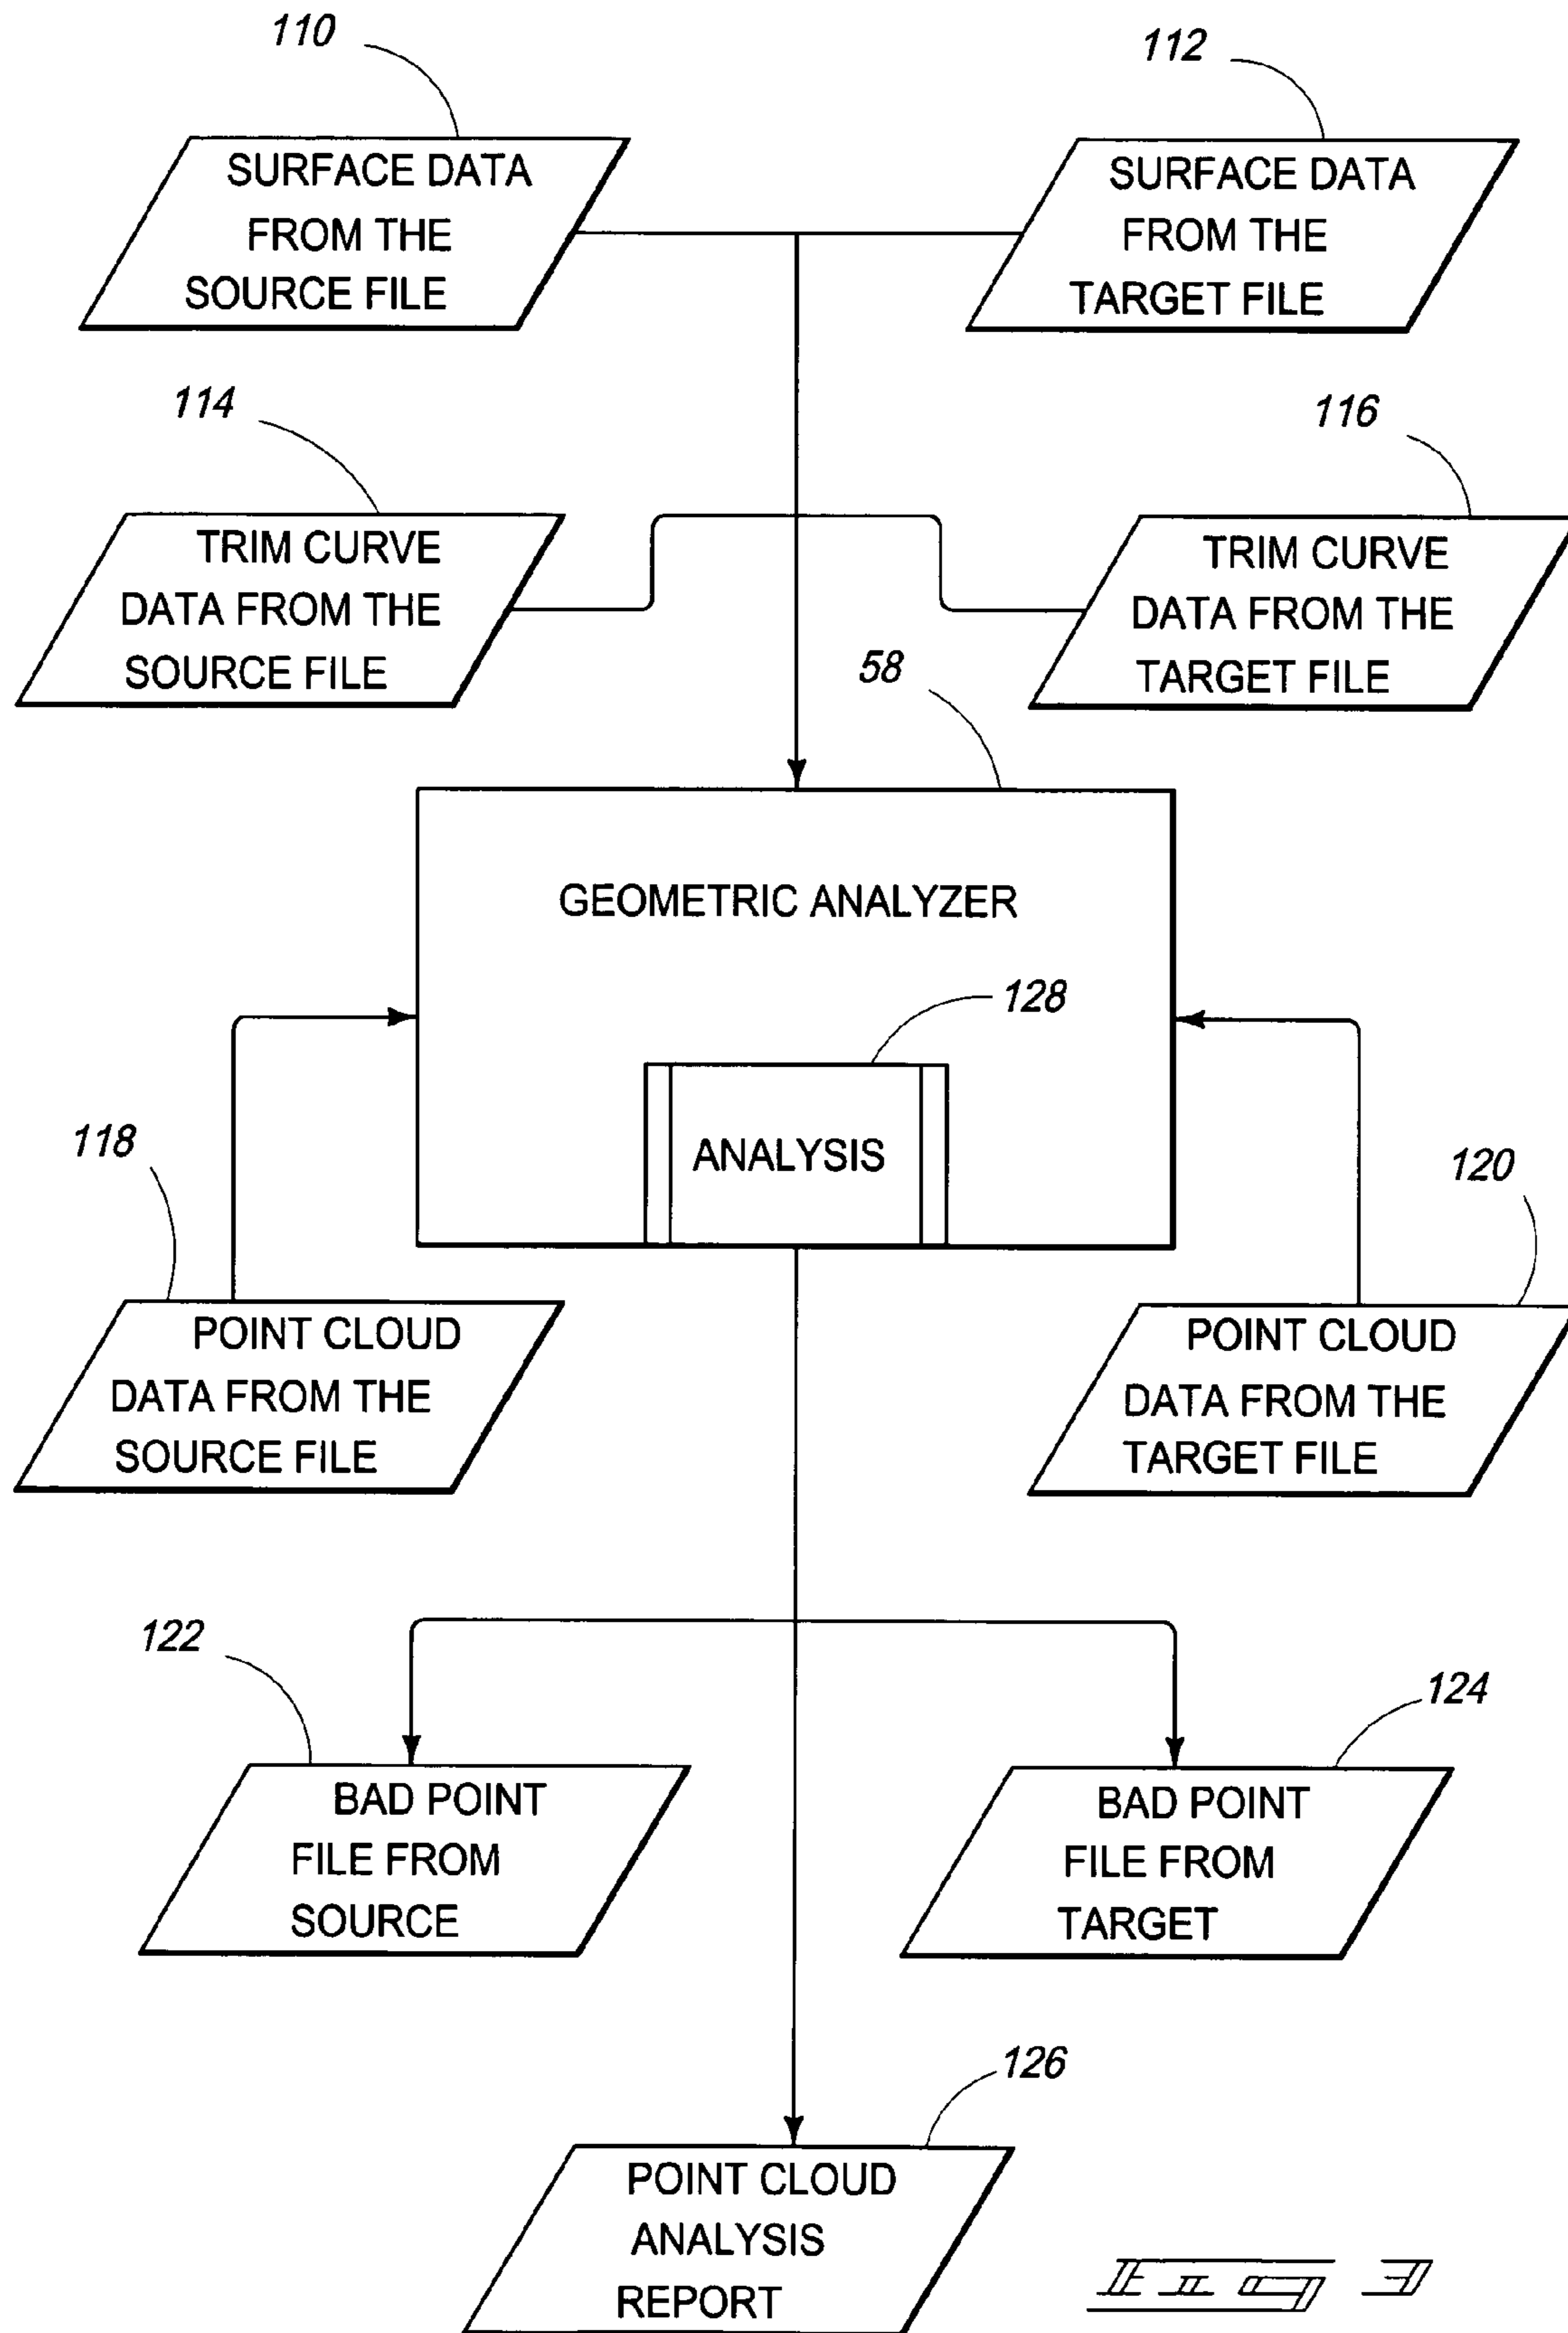 110
112
SURFACE DATA
FROM THE
SOURCE FILE
SURFACE DATA
FROM THE
TARGET FILE
114
116
TRIM CURVE
DATA FROM THE
SOURCE FILE
TRIM CURVE
DATA FROM THE
TARGET FILE
58
GEOMETRIC ANALYZER
128
ANALYSIS
118
120
POINT CLOUD
DATA FROM THE
SOURCE FILE
POINT CLOUD
DATA FROM THE
TARGET FILE
122
124
BAD POINT
FILE FROM
SOURCE
BAD POINT
FILE FROM
TARGET
126
POINT CLOUD
ANALYSIS
REPORT
Fig 3